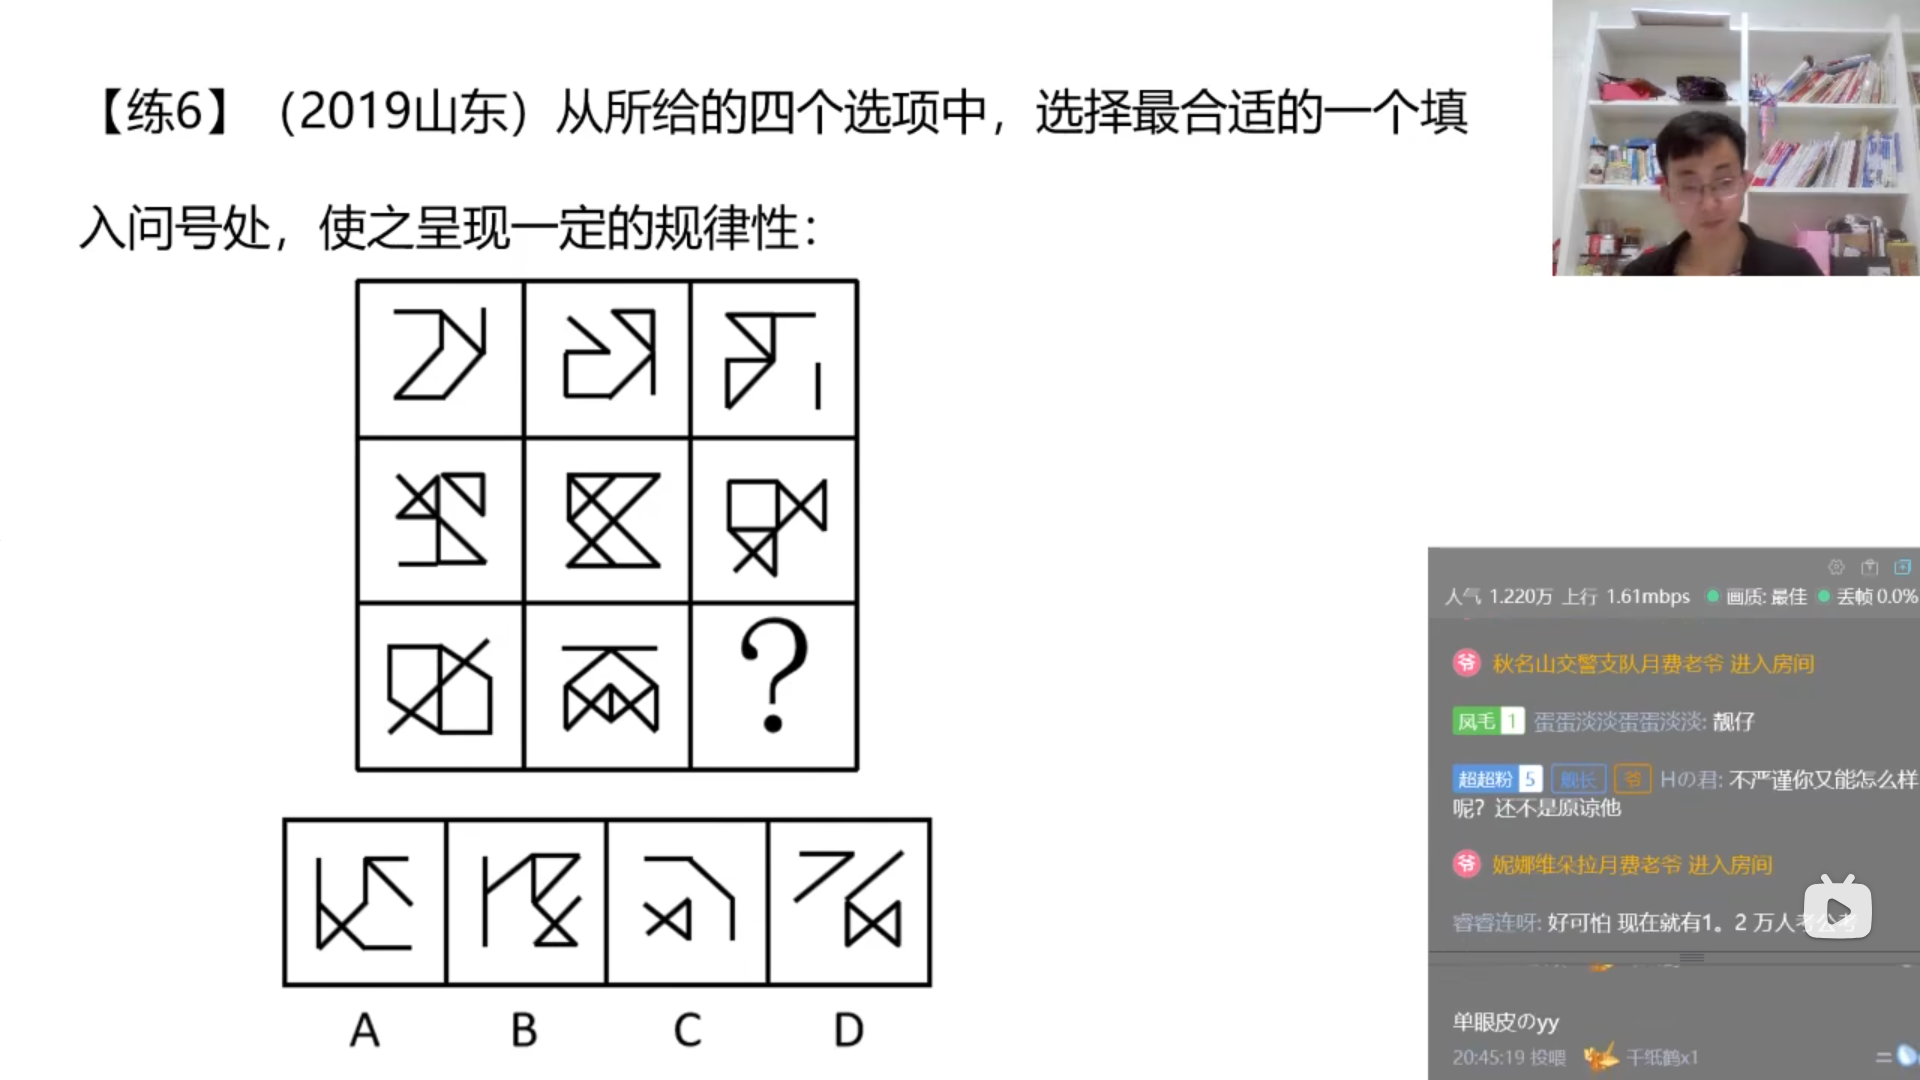 【练6】（2019山东）从所给的四个选项中，选择最合适的一个填
入问号处，使之呈现一定的规律性：
?
A B C D
人气 1.220万 上行 1.61mbps 画质: 最佳 丢帧 0.0%
爷 秋名山交警支队月费老爷 进入房间
凤毛 1 蛋蛋淡淡蛋蛋淡淡: 靓仔
超超粉 5 舰长 爷 Hの君: 不严谨你又能怎么样
呢？还不是原谅他
爷 妮娜维朵拉月费老爷 进入房间
睿睿连呀: 好可怕 现在就有1。2 万人考公考
单眼皮のyy
20:45:19 投喂 千纸鹤x1